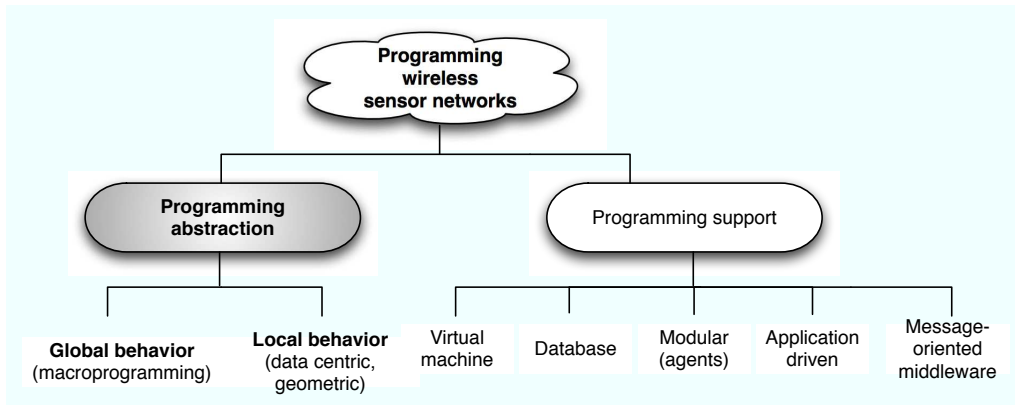 Programming
wireless
sensor networks
Programming
abstraction
Programming support
Global behavior
(macroprogramming)
Local behavior
(data centric,
geometric)
Virtual
machine
Database
Modular
(agents)
Application
driven
Message-
oriented
middleware